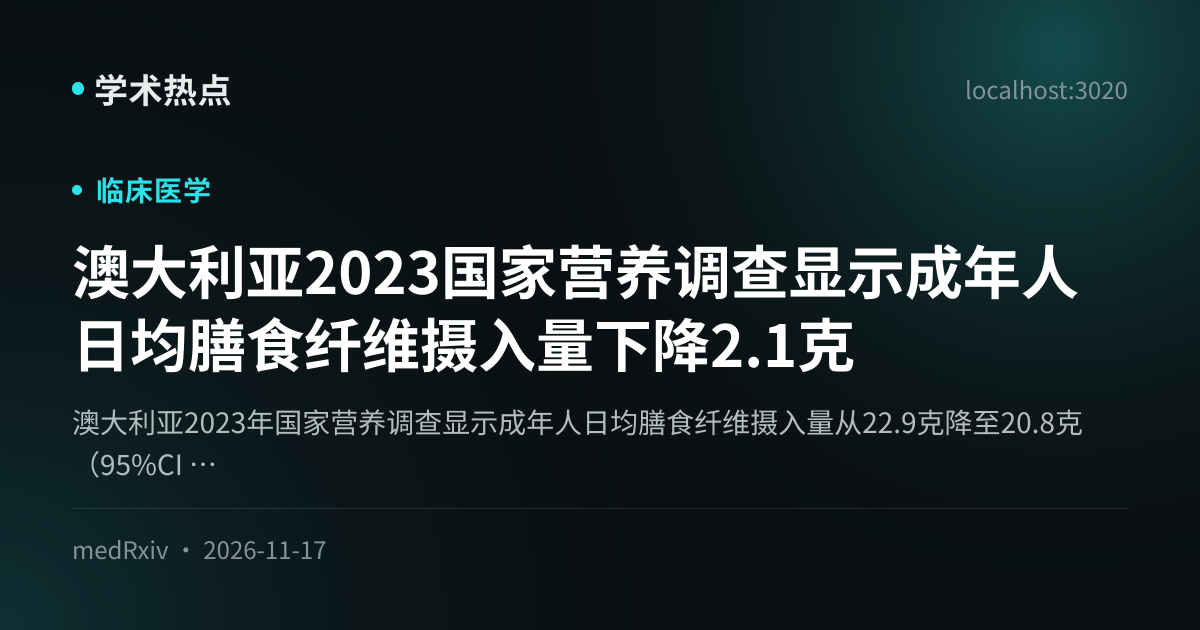 学术热点
localhost:3020
临床医学
澳大利亚2023国家营养调查显示成年人
日均膳食纤维摄入量下降2.1克
澳大利亚2023年国家营养调查显示成年人日均膳食纤维摄入量从22.9克降至20.8克
（95%CI …
medRxiv · 2026-11-17